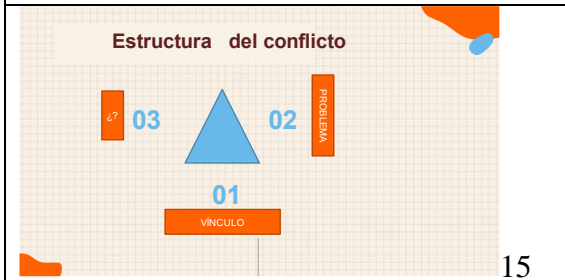 Estructura del conflicto
¿?
03
02
PROBLEMA
01
VÍNCULO
15